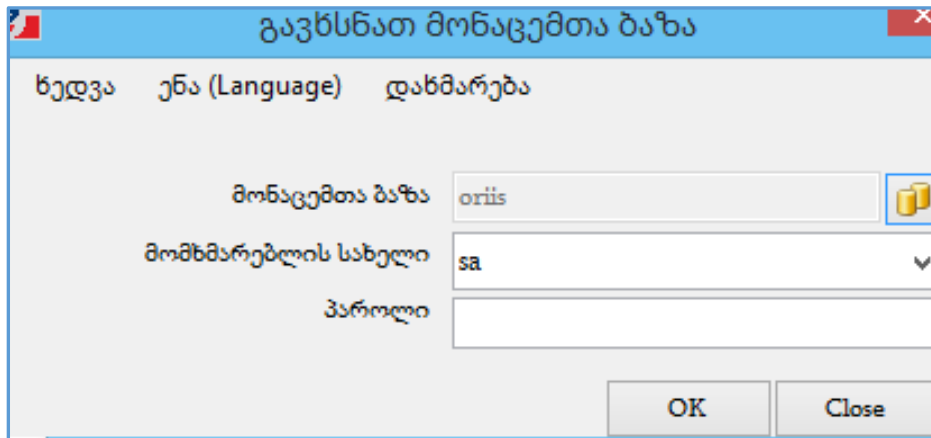 გავხსნათ მონაცემთა ბაზა
ხედვა ენა (Language) დახმარება
მონაცემთა ბაზა oriis
მომხმარებლის სახელი sa
პაროლი
OK Close